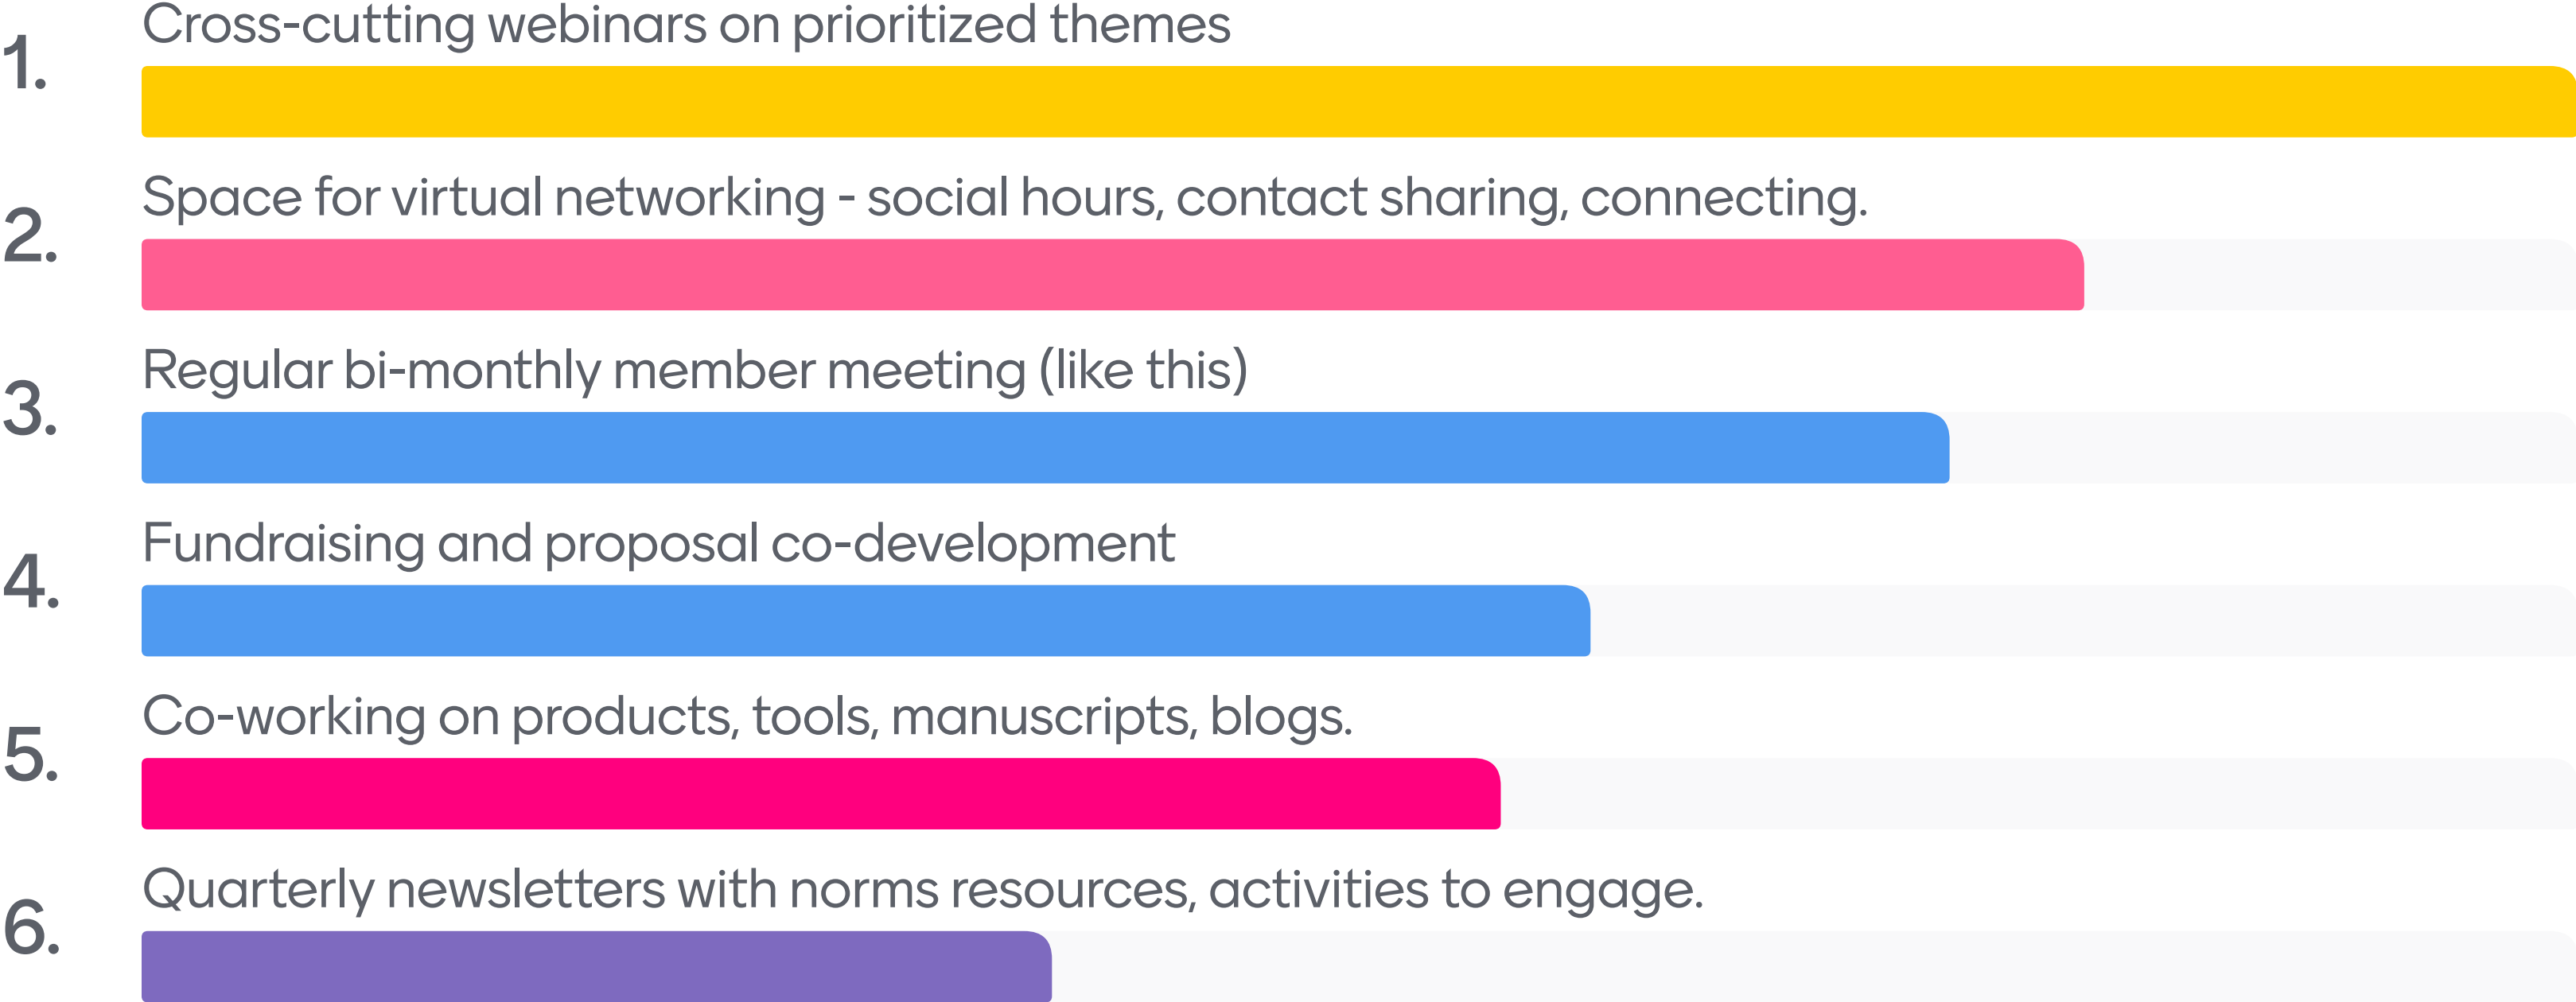 1. Cross-cutting webinars on prioritized themes
2. Space for virtual networking - social hours, contact sharing, connecting.
3. Regular bi-monthly member meeting (like this)
4. Fundraising and proposal co-development
5. Co-working on products, tools, manuscripts, blogs.
6. Quarterly newsletters with norms resources, activities to engage.